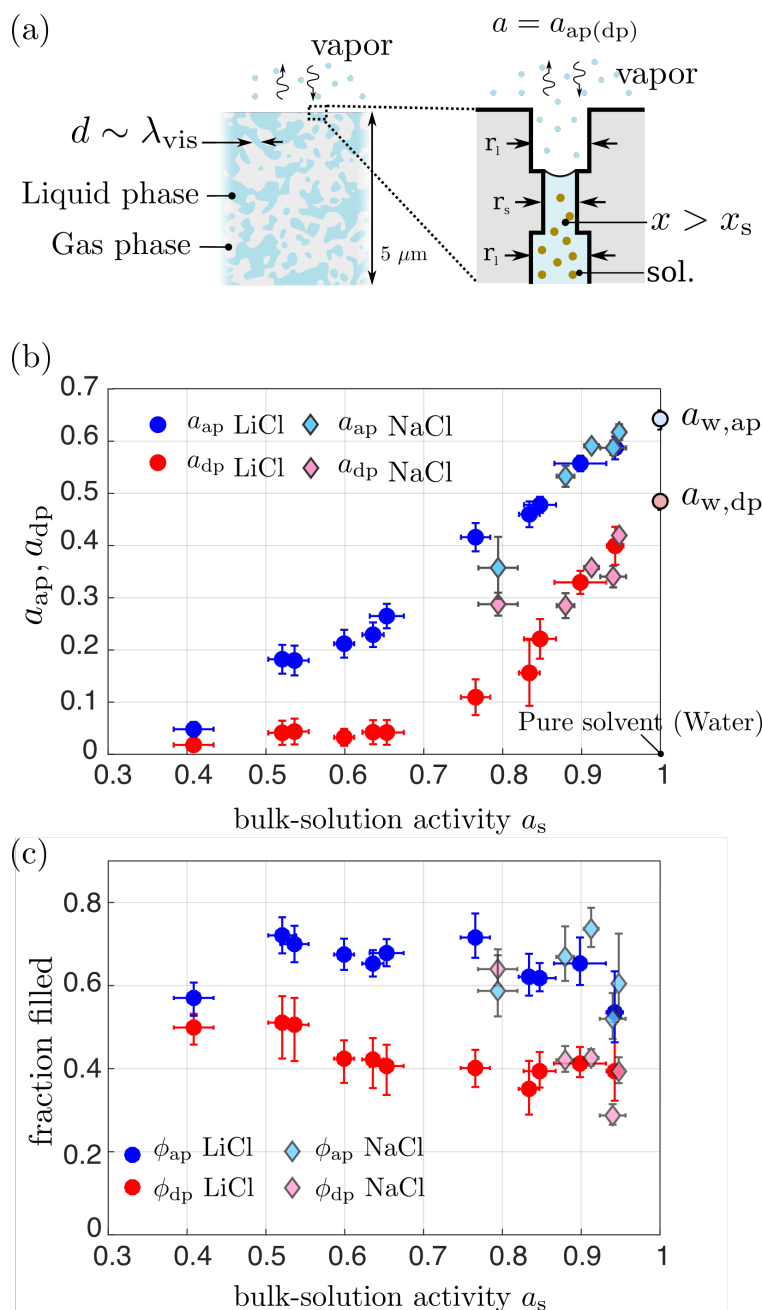 (a)
a = a_ap(dp)
vapor
vapor
d ∼ λ_vis
r_l
Liquid phase
r_s
x > x_s
Gas phase
5 μm
r_l
sol.
(b)
0.7
a_ap LiCl
a_ap NaCl
a_w,ap
0.6
a_dp LiCl
a_dp NaCl
0.5
a_w,dp
0.4
a_ap, a_dp
0.3
0.2
0.1
Pure solvent (Water)
0
0.3 0.4 0.5 0.6 0.7 0.8 0.9 1
bulk-solution activity a_s
(c)
0.8
0.6
fraction filled
0.4
0.2
ϕ_ap LiCl
ϕ_ap NaCl
ϕ_dp LiCl
ϕ_dp NaCl
0
0.3 0.4 0.5 0.6 0.7 0.8 0.9 1
bulk-solution activity a_s